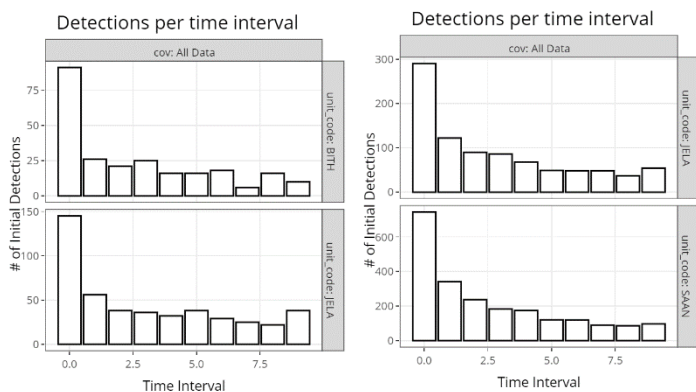 Detections per time interval
cov: All Data
unit_code: BITH
75
50
25
0
unit_code: JELA
150
100
50
0
# of Initial Detections
0.0 2.5 5.0 7.5
Time Interval
Detections per time interval
cov: All Data
unit_code: JELA
300
200
100
0
unit_code: SAAN
600
400
200
0
# of Initial Detections
0.0 2.5 5.0 7.5
Time Interval